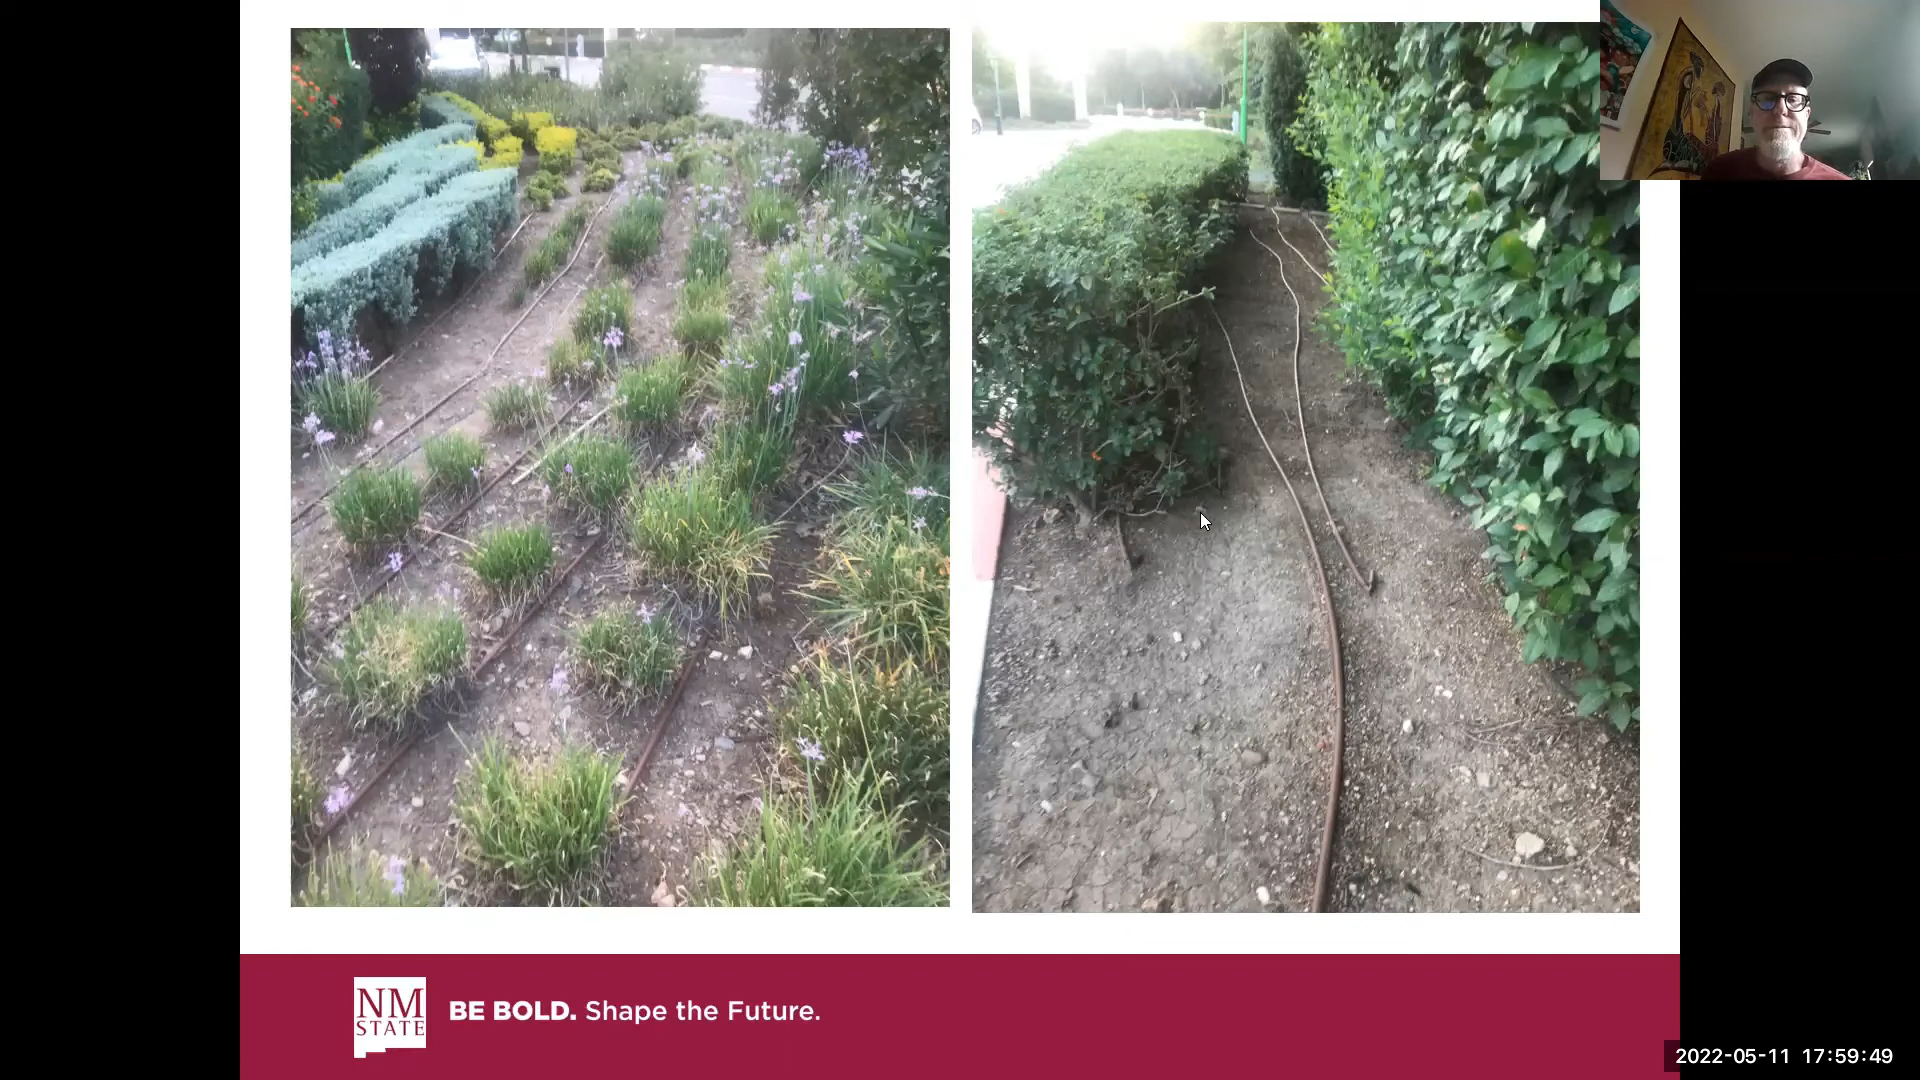 NM
STATE
BE BOLD. Shape the Future.
2022-05-11 17:59:49